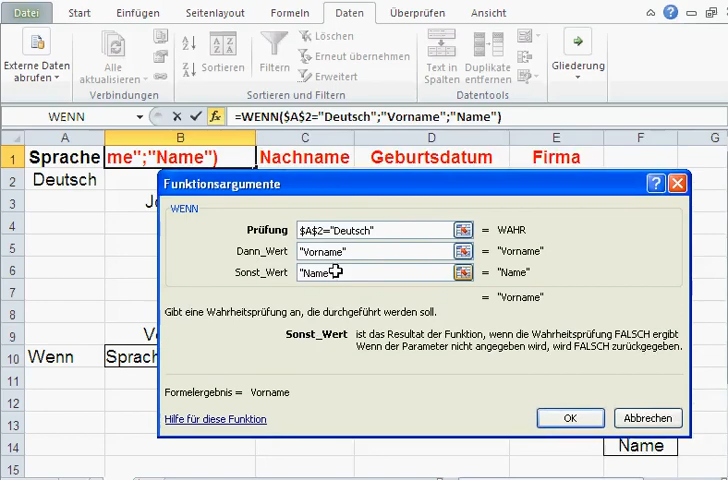 Datei Start Einfügen Seitenlayout Formeln Daten Überprüfen Ansicht
Externe Daten abrufen
Alle aktualisieren
Verbindungen
Sortieren
Filtern
Löschen
Erneut übernehmen
Erweitert
Sortieren und Filtern
Text in Spalten
Duplikate entfernen
Datentools
Gliederung
WENN fx =WENN($A$2="Deutsch";"Vorname";"Name")
A B C D E F G
1 Sprache me";"Name") Nachname Geburtsdatum Firma
2 Deutsch
3
4
5
6
7
8
9
10 Wenn Sprach
11
12
13
14 Name
15
Funktionsargumente
WENN
Prüfung $A$2="Deutsch" = WAHR
Dann_Wert "Vorname" = "Vorname"
Sonst_Wert "Name" = "Name"
= "Vorname"
Gibt eine Wahrheitsprüfung an, die durchgeführt werden soll.
Sonst_Wert ist das Resultat der Funktion, wenn die Wahrheitsprüfung FALSCH ergibt
Wenn der Parameter nicht angegeben wird, wird FALSCH zurückgegeben.
Formelergebnis = Vorname
Hilfe für diese Funktion
OK
Abbrechen